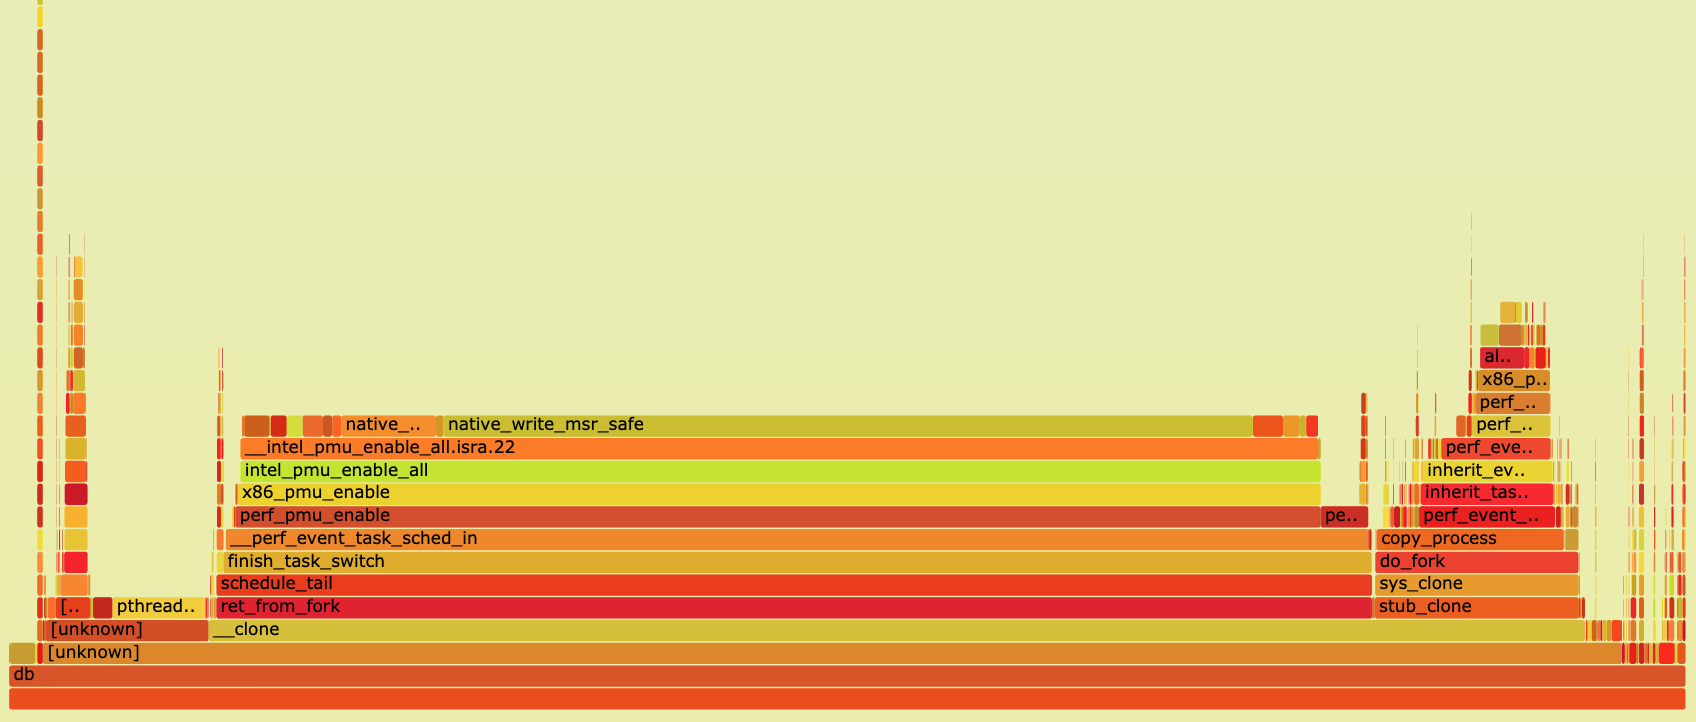 al..
x86_p..
perf_..
native_.. native_write_msr_safe perf_..
__intel_pmu_enable_all.isra.22 perf_eve..
intel_pmu_enable_all inherit_ev..
x86_pmu_enable inherit_tas..
perf_pmu_enable pe.. perf_event_..
__perf_event_task_sched_in copy_process
finish_task_switch do_fork
schedule_tail sys_clone
[.. pthread.. ret_from_fork stub_clone
[unknown] __clone
[unknown]
db